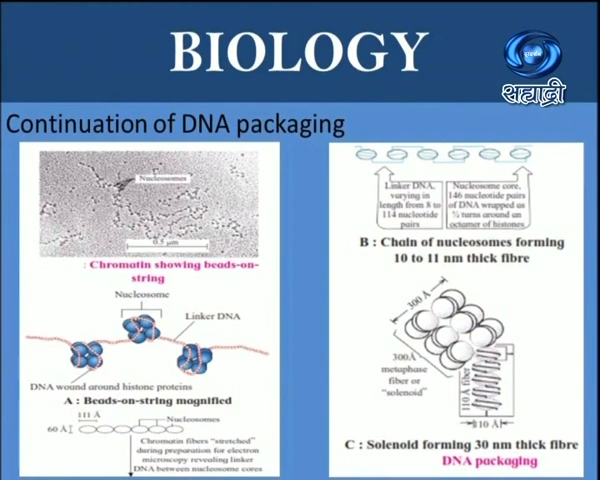 BIOLOGY
सह्याद्री
Continuation of DNA packaging
Nucleosomes
0.5 µm
: Chromatin showing beads-on-
string
Nucleosome
Linker DNA
DNA wound around histone proteins
A : Beads-on-string magnified
111 Å
Nucleosomes
60 Å
Chromatin fibers "stretched"
during preparation for electron
microscopy revealing linker
DNA between nucleosome cores
Linker DNA,
varying in
length from 8 to
114 nucleotide
pairs
Nucleosome core,
146 nucleotide pairs
of DNA wrapped as
¾ turns around an
octamer of histones
B : Chain of nucleosomes forming
10 to 11 nm thick fibre
300 Å
300Å
metaphase
fiber or
"solenoid"
110 Å fiber
110 Å
C : Solenoid forming 30 nm thick fibre
DNA packaging